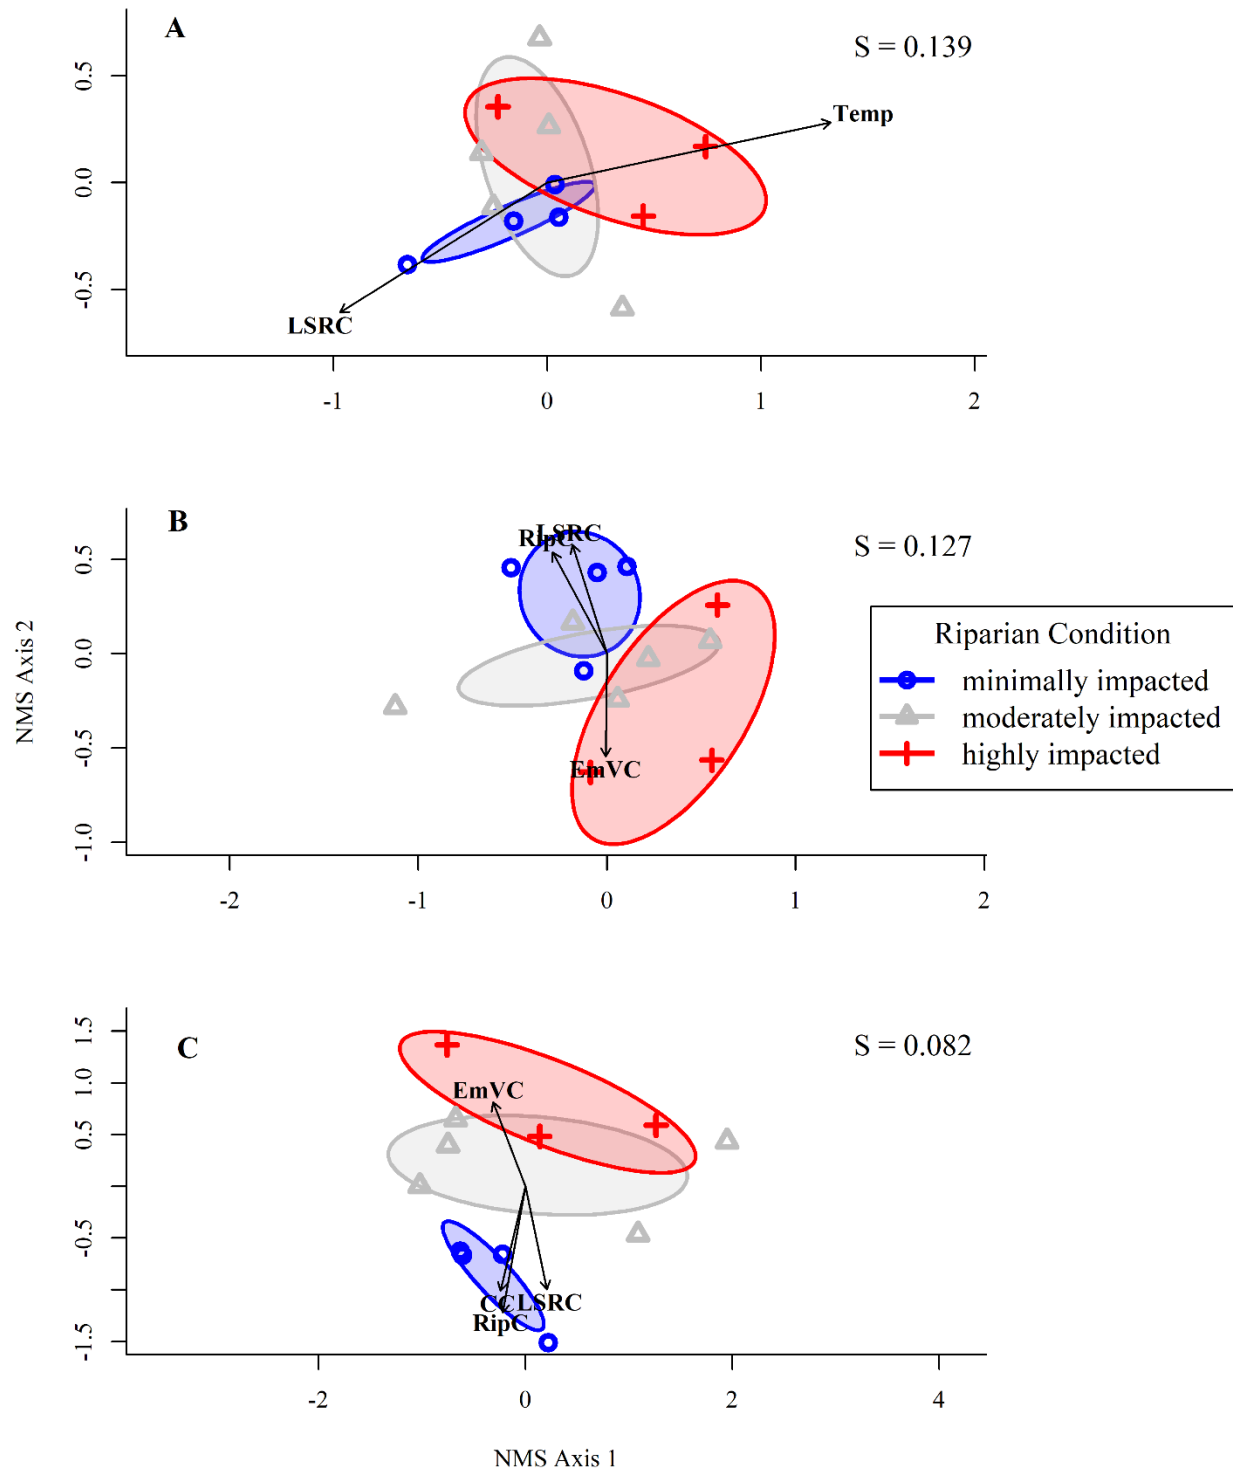 A
S = 0.139
Temp
LSRC
0.5
0.0
-0.5
-1
0
1
2
B
S = 0.127
RipC
LSRC
EmVC
0.5
0.0
-0.5
-1.0
-2
-1
0
1
2
NMS Axis 2
Riparian Condition
minimally impacted
moderately impacted
highly impacted
C
S = 0.082
EmVC
CC
LSRC
RipC
1.5
1.0
0.5
-0.5
-1.5
-2
0
2
4
NMS Axis 1